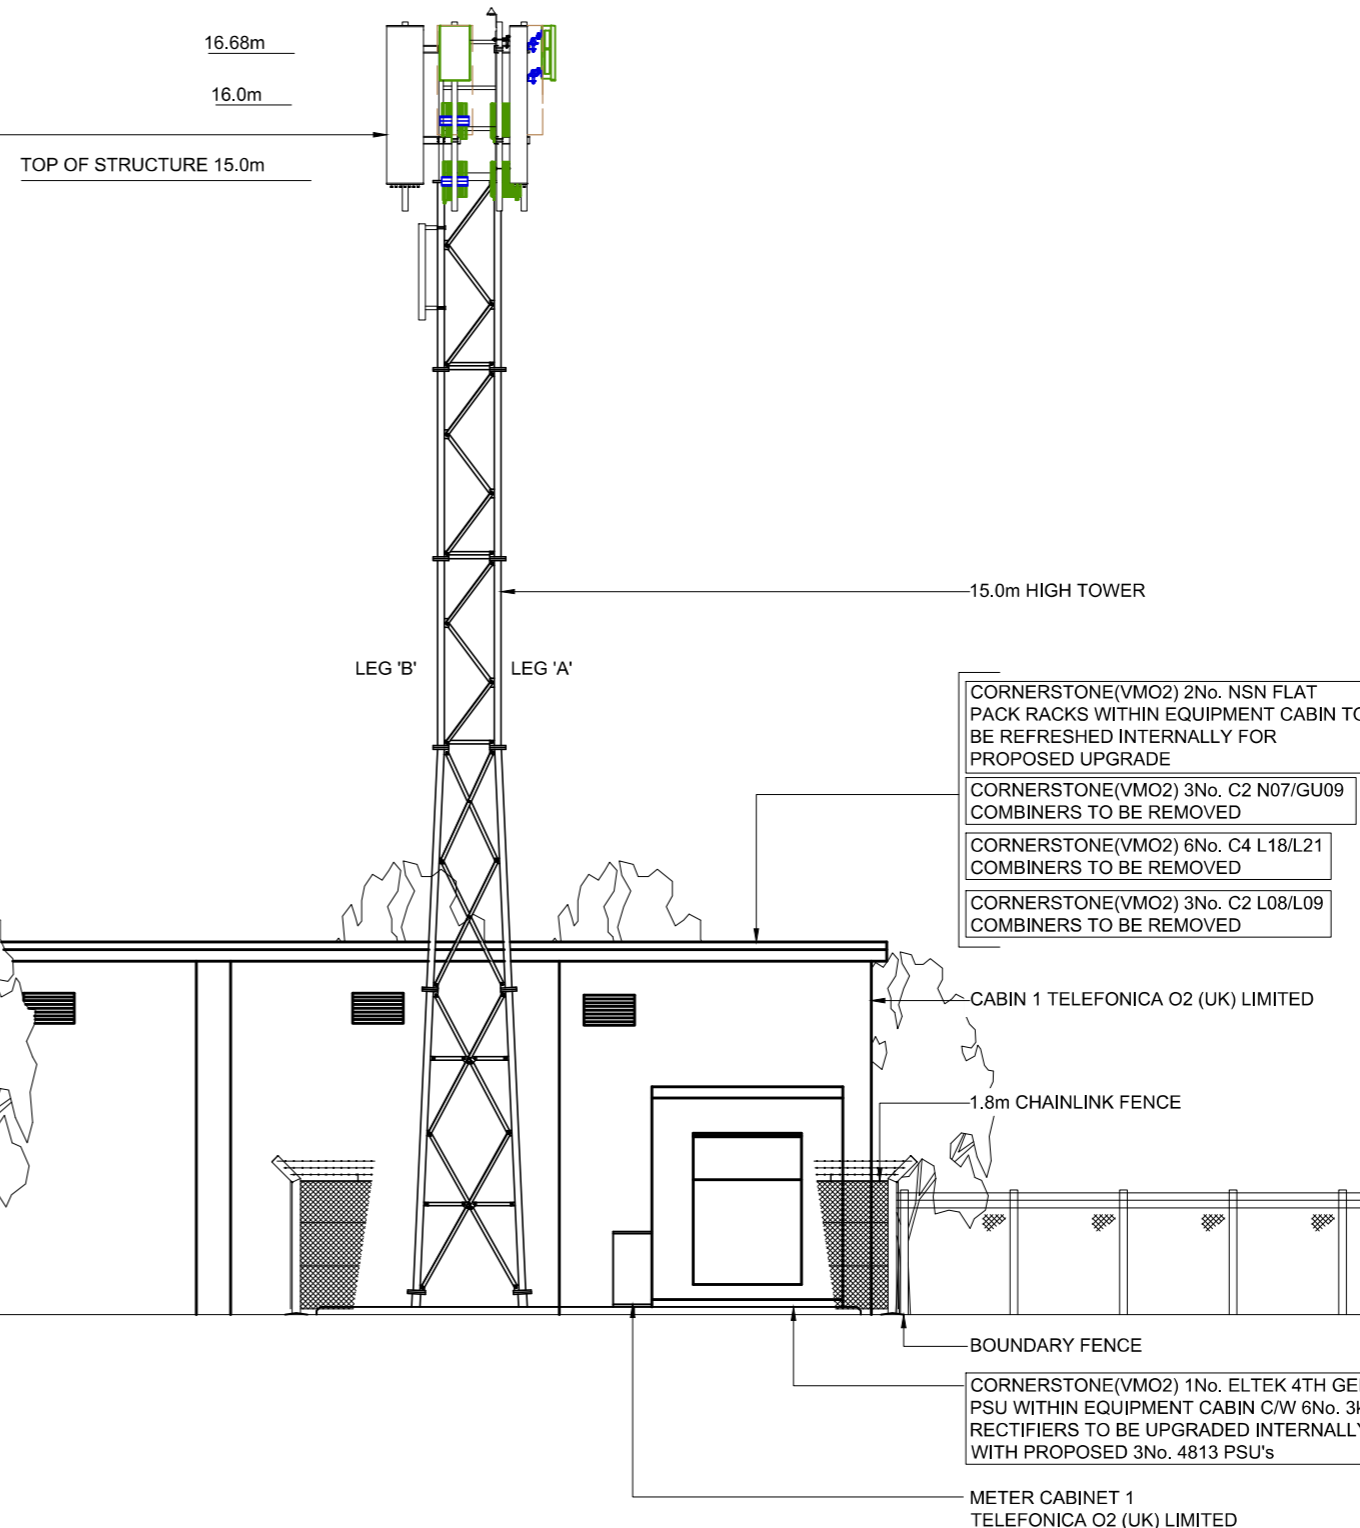 16.68m
16.0m
TOP OF STRUCTURE 15.0m
15.0m HIGH TOWER
LEG 'B'
LEG 'A'
CORNERSTONE(VMO2) 2No. NSN FLAT
PACK RACKS WITHIN EQUIPMENT CABIN TO
BE REFRESHED INTERNALLY FOR
PROPOSED UPGRADE
CORNERSTONE(VMO2) 3No. C2 N07/GU09
COMBINERS TO BE REMOVED
CORNERSTONE(VMO2) 6No. C4 L18/L21
COMBINERS TO BE REMOVED
CORNERSTONE(VMO2) 3No. C2 L08/L09
COMBINERS TO BE REMOVED
CABIN 1 TELEFONICA O2 (UK) LIMITED
1.8m CHAINLINK FENCE
BOUNDARY FENCE
CORNERSTONE(VMO2) 1No. ELTEK 4TH
PSU WITHIN EQUIPMENT CABIN C/W 6No.
RECTIFIERS TO BE UPGRADED INTERNALLY
WITH PROPOSED 3No. 4813 PSU's
METER CABINET 1
TELEFONICA O2 (UK) LIMITED